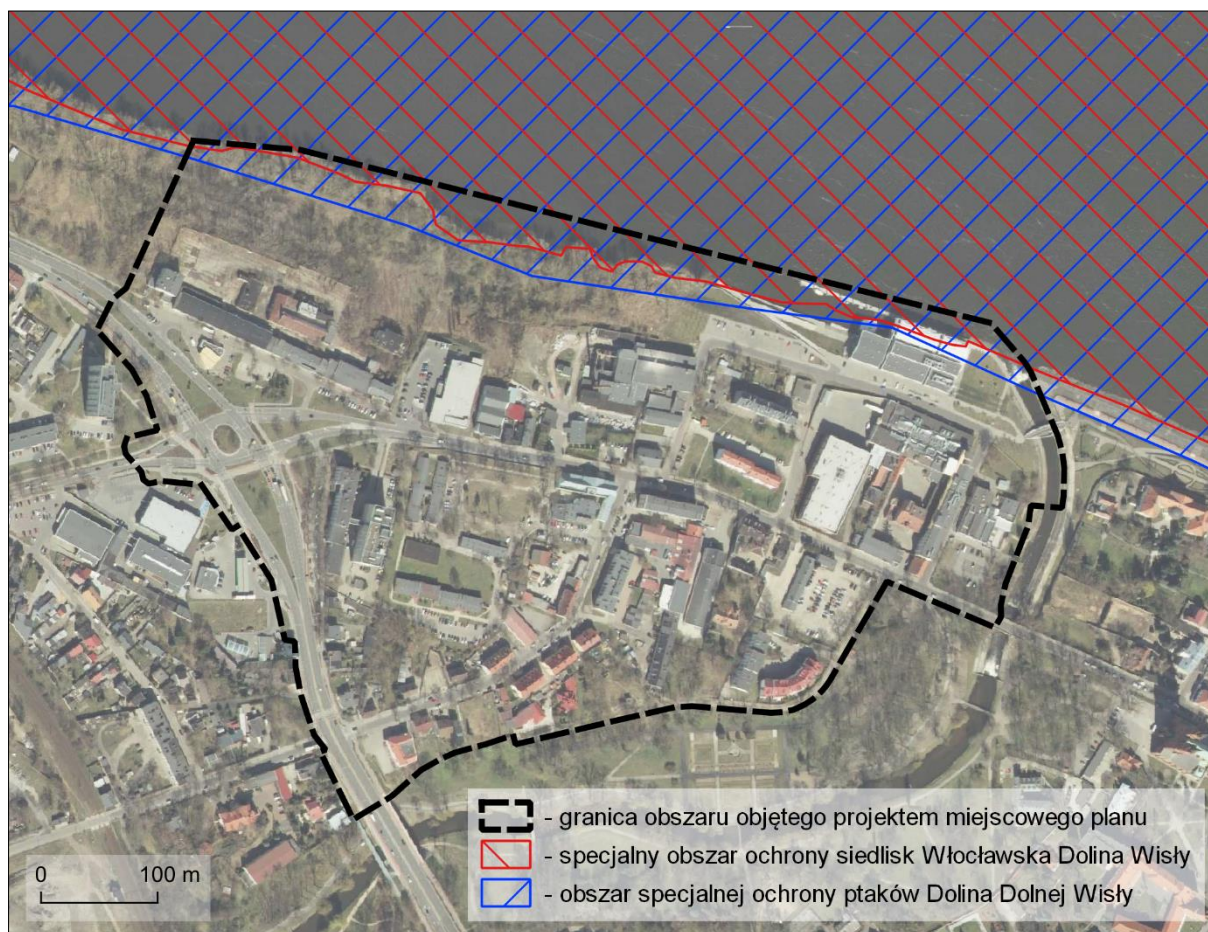 - granica obszaru objętego projektem miejscowego planu
- specjalny obszar ochrony siedlisk Włocławska Dolina Wisły
- obszar specjalnej ochrony ptaków Dolina Dolnej Wisły
0 100 m